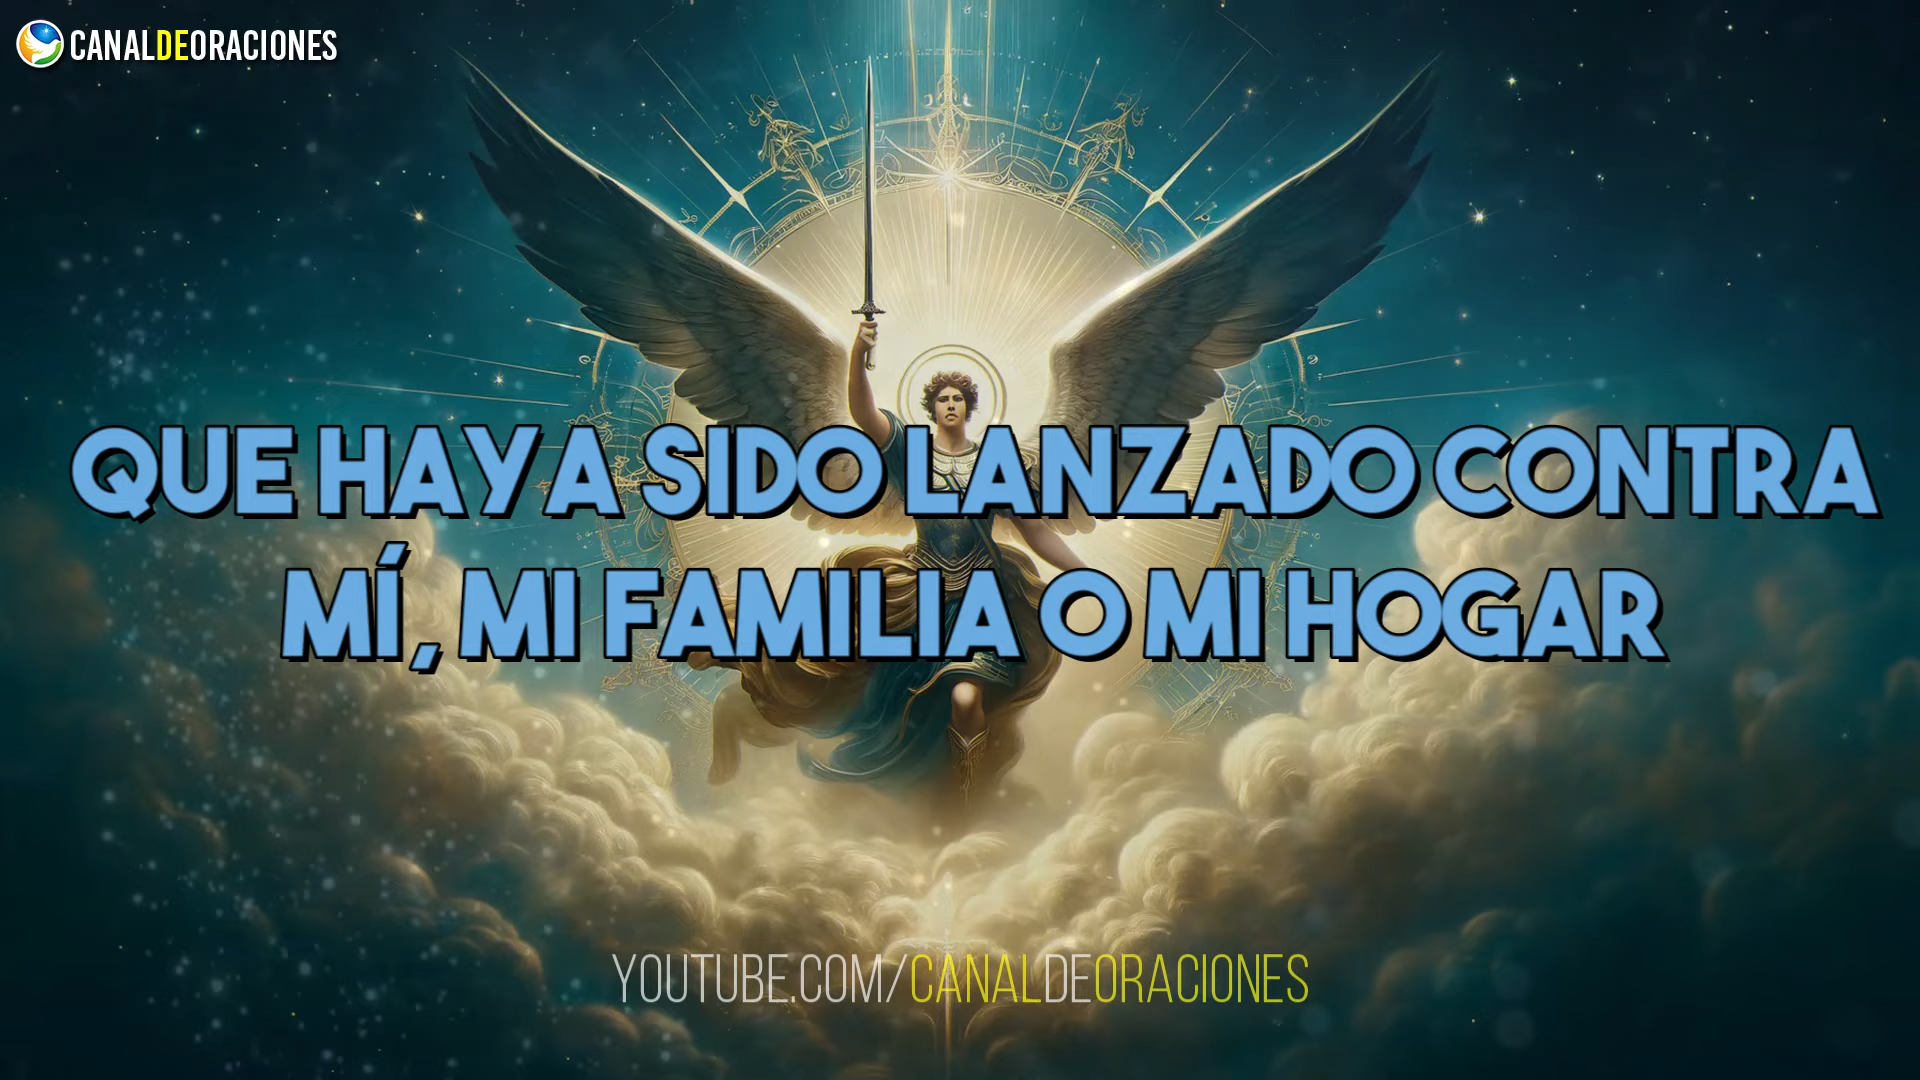 CANALDEORACIONES
QUE HAYA SIDO LANZADO CONTRA
MÍ, MI FAMILIA O MI HOGAR
YOUTUBE.COM/CANALDEORACIONES